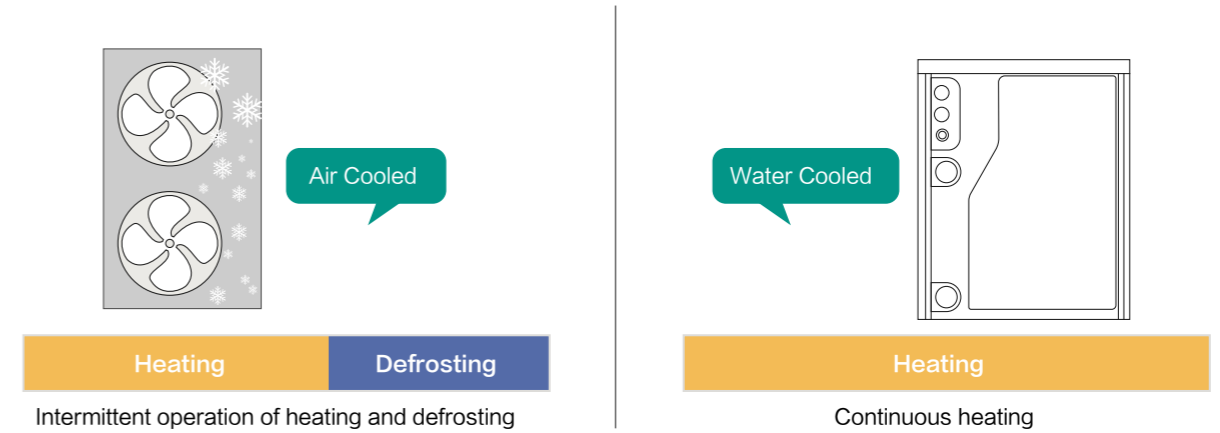 Air Cooled
Heating
Defrosting
Intermittent operation of heating and defrosting
Water Cooled
Heating
Continuous heating